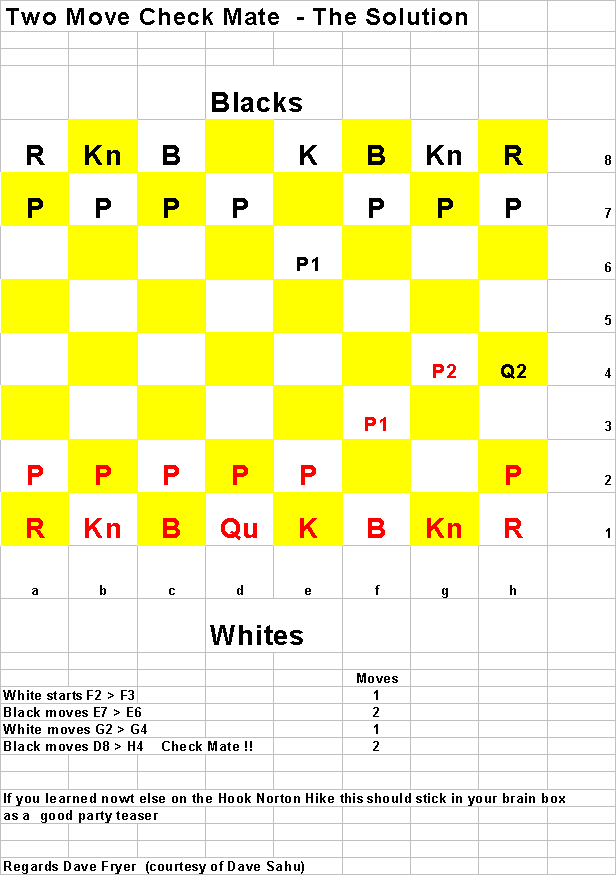 Two Move Check Mate - The Solution
Blacks
R Kn B K B Kn R 8
P P P P P P P 7
P1 6
5
P2 Q2 4
P1 3
P P P P P P 2
R Kn B Qu K B Kn R 1
a b c d e f g h
Whites
Moves
White starts F2 > F3 1
Black moves E7 > E6 2
White moves G2 > G4 1
Black moves D8 > H4 Check Mate !! 2
If you learned nowt else on the Hook Norton Hike this should stick in your brain box
as a good party teaser
Regards Dave Fryer (courtesy of Dave Sahu)